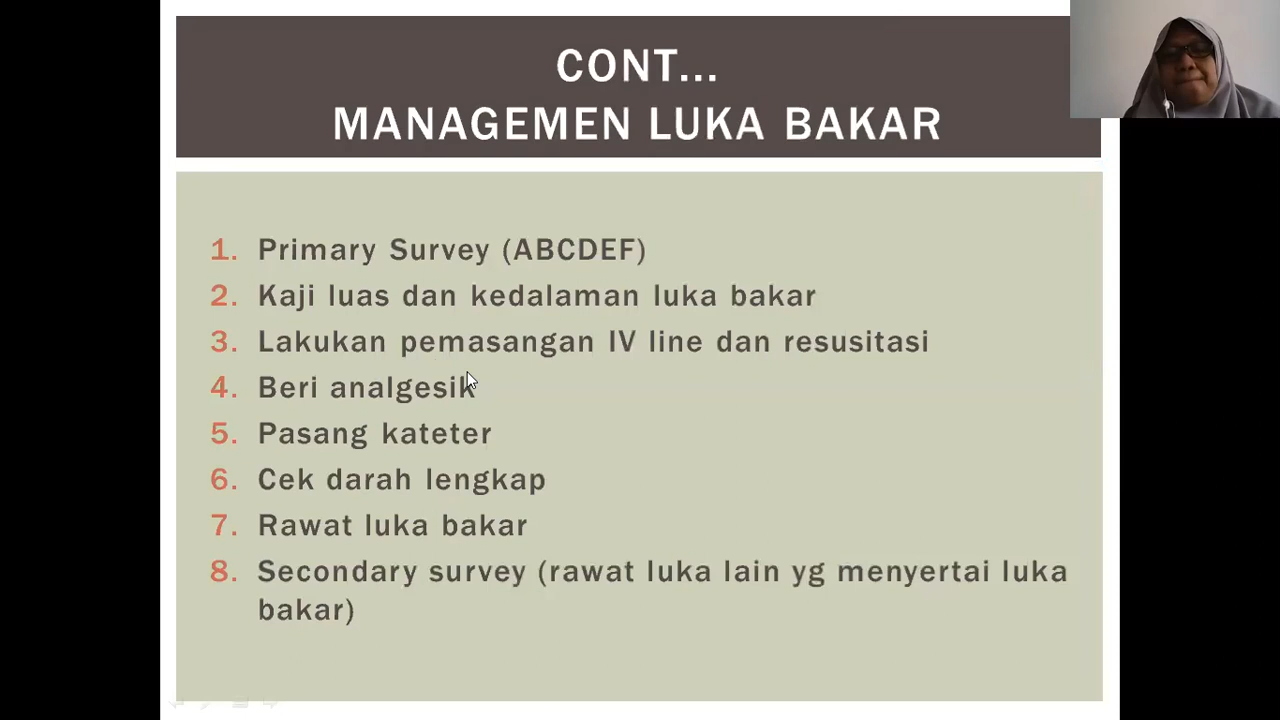 CONT...
MANAGEMEN LUKA BAKAR
1. Primary Survey (ABCDEF)
2. Kaji luas dan kedalaman luka bakar
3. Lakukan pemasangan IV line dan resusitasi
4. Beri analgesik
5. Pasang kateter
6. Cek darah lengkap
7. Rawat luka bakar
8. Secondary survey (rawat luka lain yg menyertai luka
bakar)